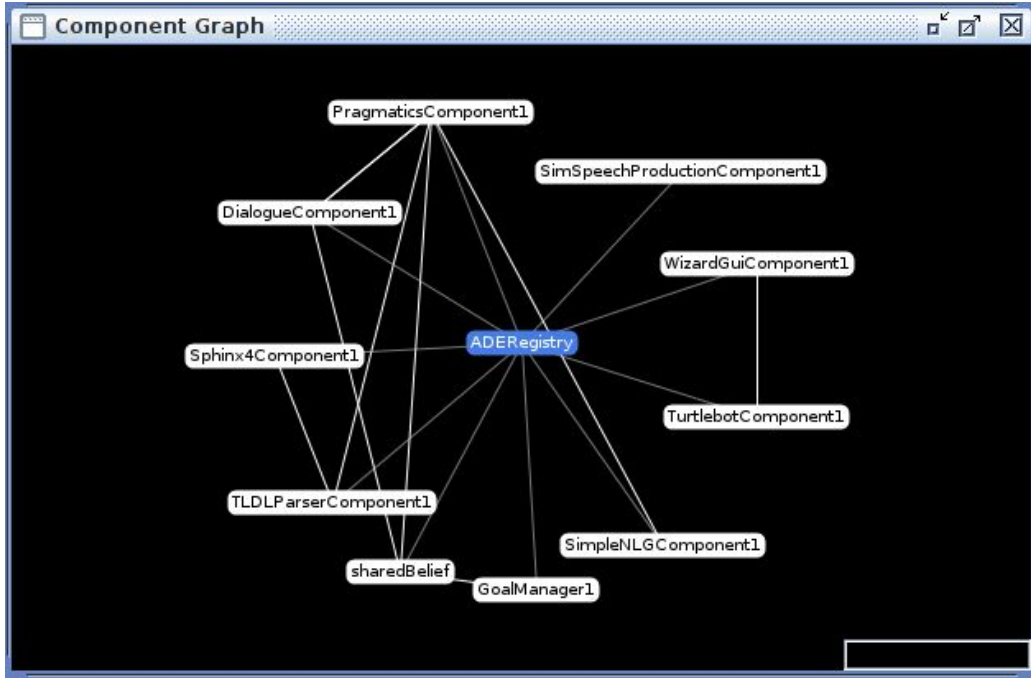 Component Graph
PragmaticsComponent1
SimSpeechProductionComponent1
DialogueComponent1
WizardGuiComponent1
ADERegistry
Sphinx4Component1
TurtlebotComponent1
TLDLParserComponent1
SimpleNLGComponent1
sharedBelief
GoalManager1